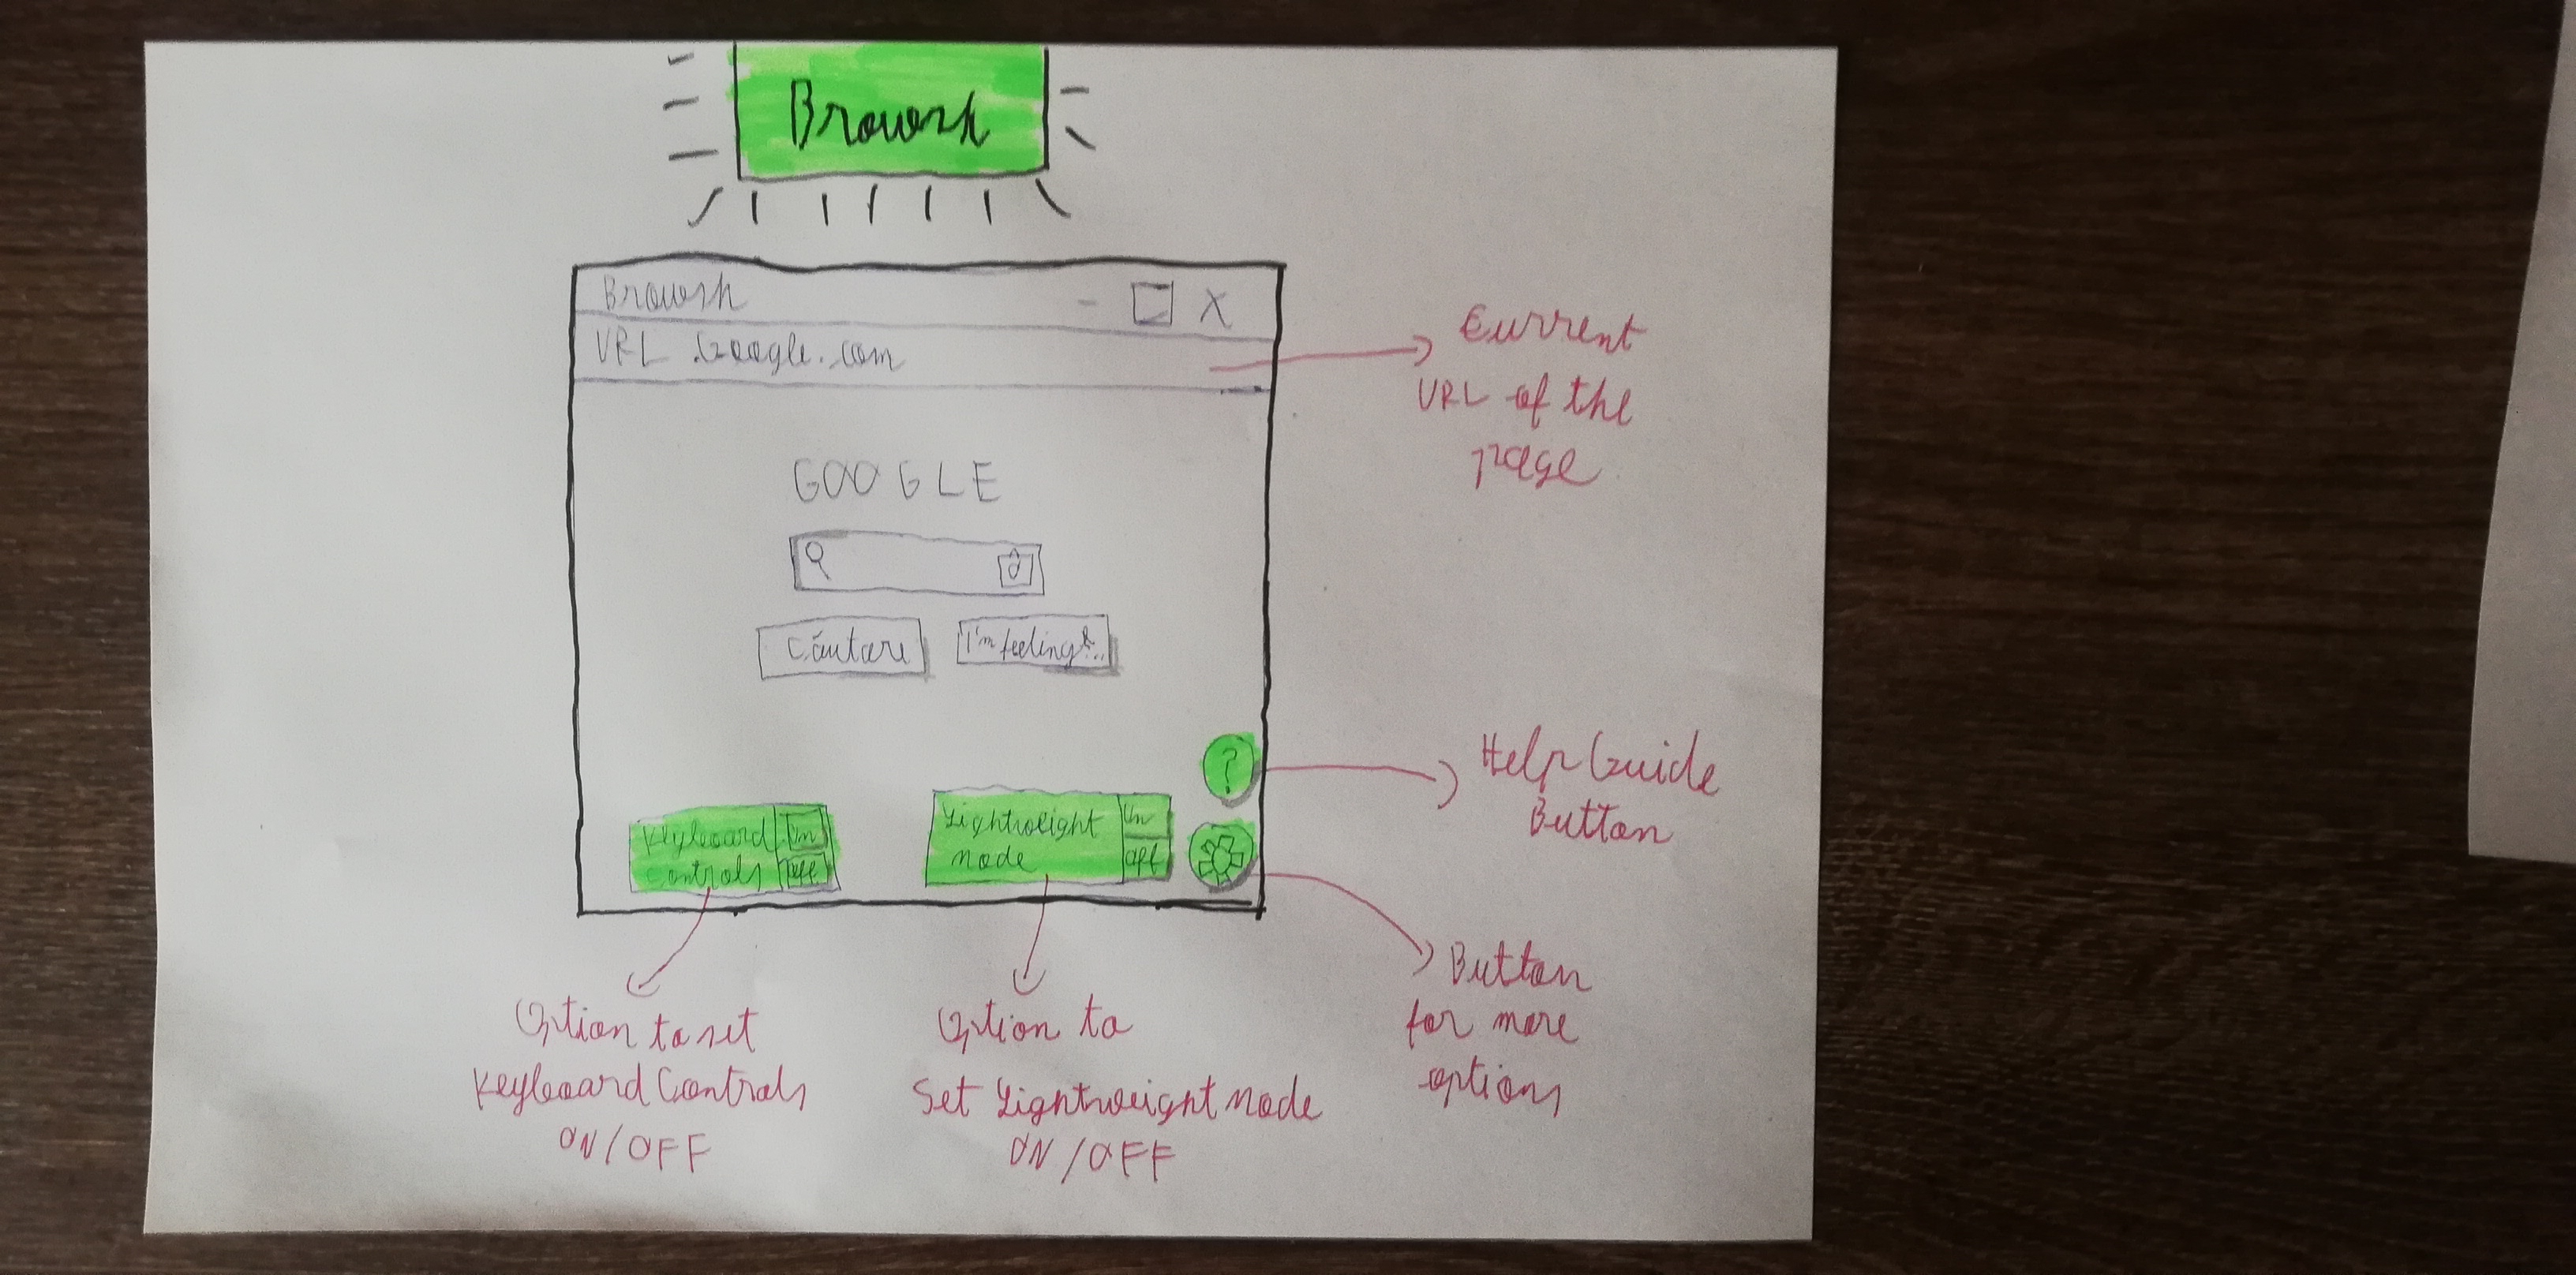 Browsh
Browsh - X
URL Google.com
Current
URL of the
page
GOOGLE
Căutare
I'm feeling...
?
Help Guide
Button
Keyboard
controls
On
Off
Lightweight
mode
On
Off
Button
for more
options
Option to set
Keyboard Controls
ON/OFF
Option to
Set Lightweight Mode
ON/OFF